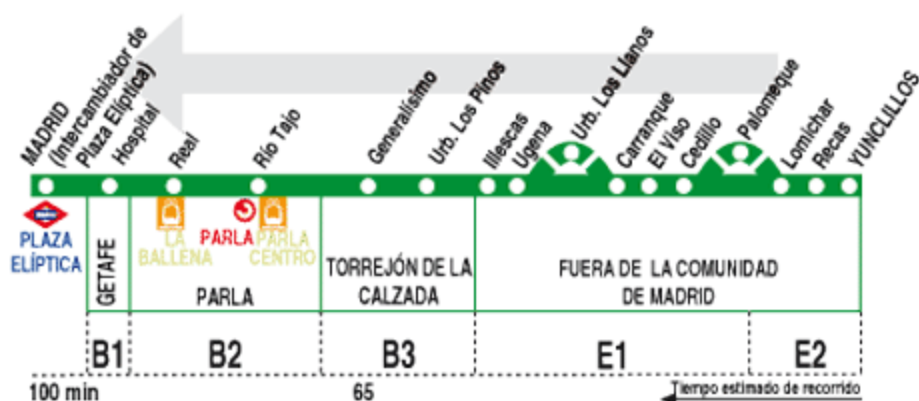 MADRID
(Intercambiador de
Plaza Elíptica)
Hospital
Real
Río Tajo
Generalísimo
Urb. Los Pinos
Illescas
Ugena
Urb. Los Llanos
Carranque
El Viso
Cedillo
Palomeque
Lomichar
Recas
YUNCLILLOS
Metro
PLAZA
ELÍPTICA
GETAFE
LA
BALLENA
PARLA
PARLA
CENTRO
PARLA
TORREJÓN DE LA
CALZADA
FUERA DE LA COMUNIDAD
DE MADRID
B1
B2
B3
E1
E2
100 min
65
Tiempo estimado de recorrido